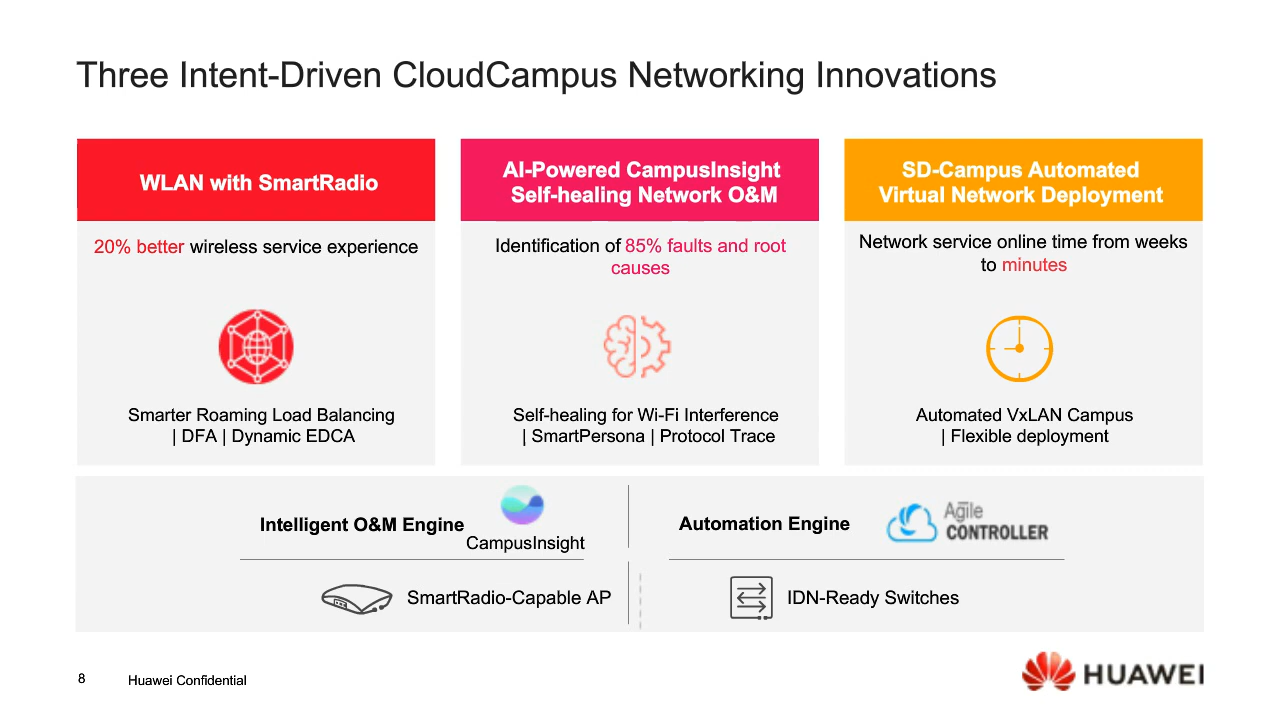 Three Intent-Driven CloudCampus Networking Innovations
WLAN with SmartRadio
20% better wireless service experience
Smarter Roaming Load Balancing
| DFA | Dynamic EDCA
AI-Powered CampusInsight
Self-healing Network O&M
Identification of 85% faults and root
causes
Self-healing for Wi-Fi Interference
| SmartPersona | Protocol Trace
SD-Campus Automated
Virtual Network Deployment
Network service online time from weeks
to minutes
Automated VxLAN Campus
| Flexible deployment
Intelligent O&M Engine
CampusInsight
Automation Engine
Agile
CONTROLLER
SmartRadio-Capable AP
IDN-Ready Switches
8
Huawei Confidential
HUAWEI